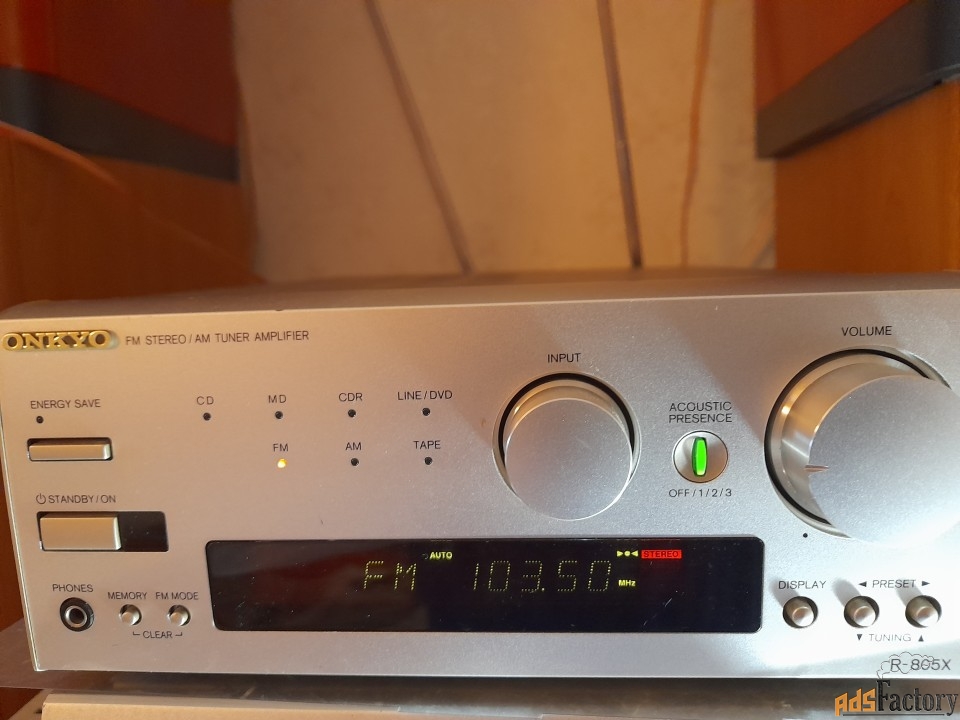 ONKYO FM STEREO / AM TUNER AMPLIFIER
VOLUME
INPUT
ENERGY SAVE
CD MD CDR LINE / DVD
ACOUSTIC
PRESENCE
FM AM TAPE
OFF / 1 / 2 / 3
STANDBY / ON
AUTO STEREO
FM 103.50 MHz
PHONES
MEMORY FM MODE
CLEAR
DISPLAY ◄ PRESET ►
▼ TUNING ▲
R-805X
AdsFactory